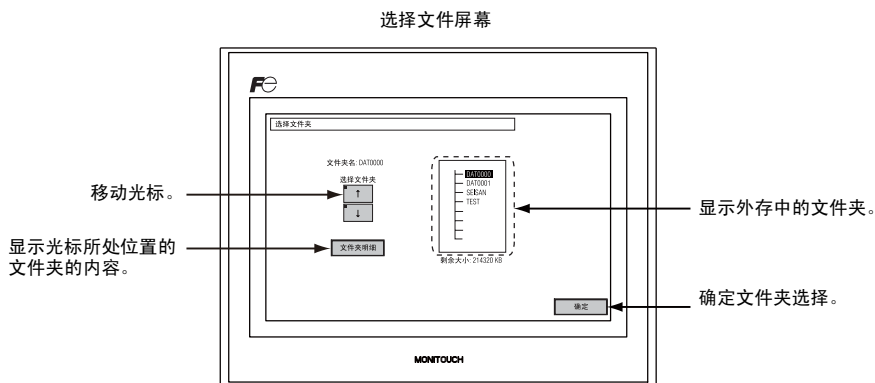 选择文件屏幕
Fe
选择文件夹
文件夹名: DAT0000
选择文件夹
↑
↓
文件夹明细
DAT0000
DAT0001
SEISAN
TEST
剩余大小: 214320 KB
确定
MONITOUCH
移动光标。
显示光标所处位置的
文件夹的内容。
显示外存中的文件夹。
确定文件夹选择。